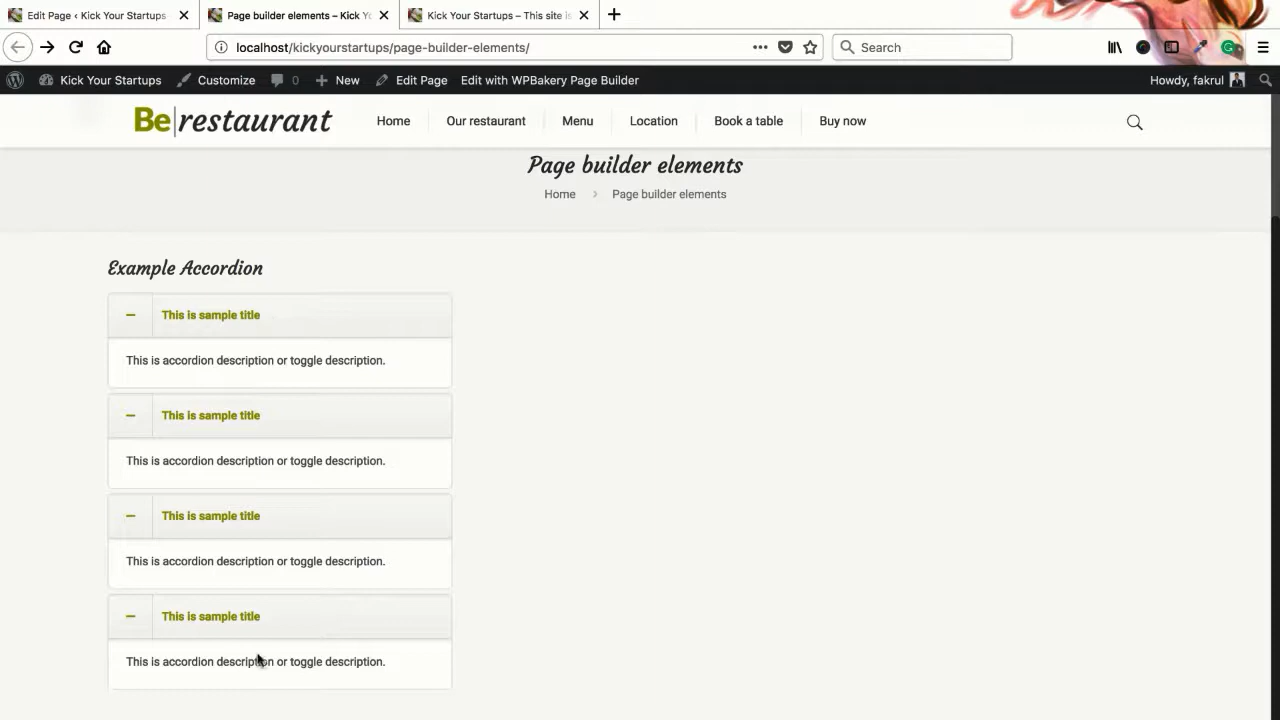 Edit Page ‹ Kick Your Startups
Page builder elements – Kick Yo
Kick Your Startups – This site is
localhost/kickyourstartups/page-builder-elements/
Search
Kick Your Startups
Customize
0
New
Edit Page
Edit with WPBakery Page Builder
Howdy, fakrul
Be restaurant
Home
Our restaurant
Menu
Location
Book a table
Buy now
Page builder elements
Home
Page builder elements
Example Accordion
This is sample title
This is accordion description or toggle description.
This is sample title
This is accordion description or toggle description.
This is sample title
This is accordion description or toggle description.
This is sample title
This is accordion description or toggle description.